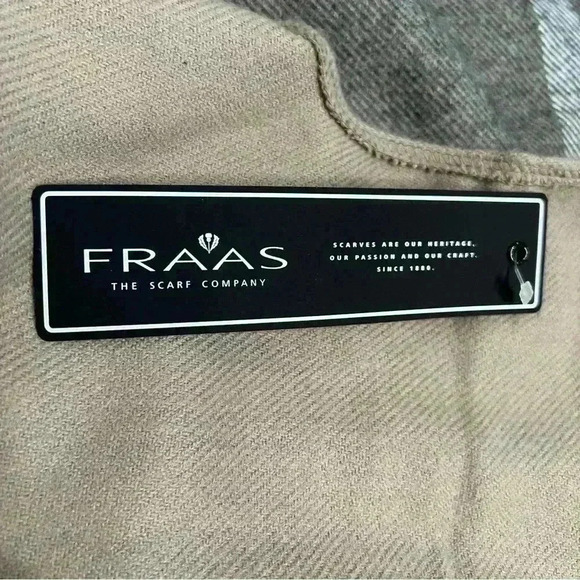 FRAAS
THE SCARF COMPANY
SCARVES ARE OUR HERITAGE,
OUR PASSION AND OUR CRAFT.
SINCE 1880.